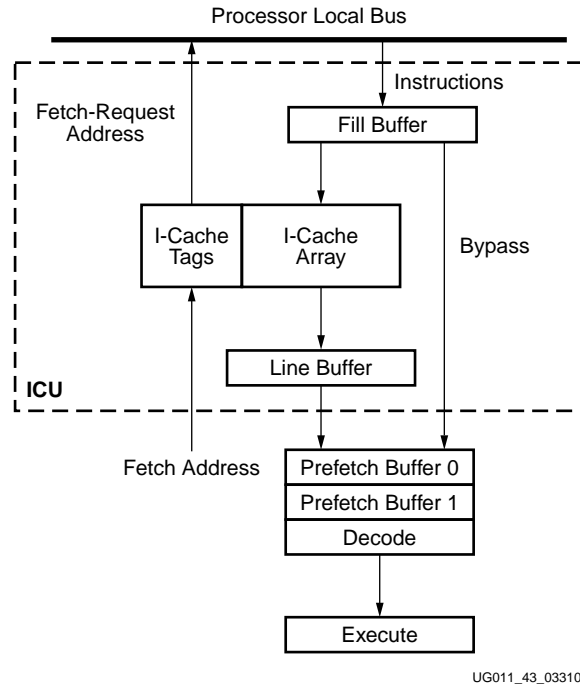 Processor Local Bus
Instructions
Fetch-Request
Address
Fill Buffer
I-Cache
Tags
I-Cache
Array
Bypass
Line Buffer
ICU
Fetch Address
Prefetch Buffer 0
Prefetch Buffer 1
Decode
Execute
UG011_43_03310